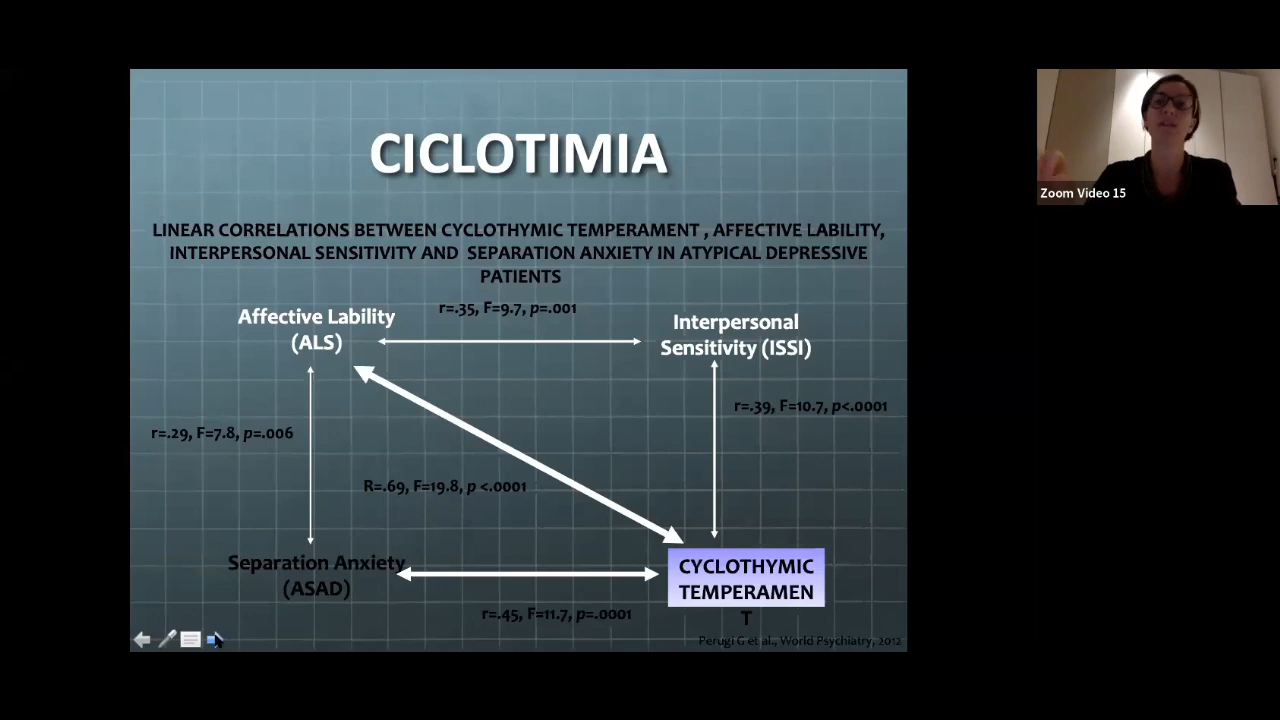 CICLOTIMIA
LINEAR CORRELATIONS BETWEEN CYCLOTHYMIC TEMPERAMENT , AFFECTIVE LABILITY,
INTERPERSONAL SENSITIVITY AND SEPARATION ANXIETY IN ATYPICAL DEPRESSIVE
PATIENTS
r=.35, F=9.7, p=.001
Affective Lability
(ALS)
Interpersonal
Sensitivity (ISSI)
r=.39, F=10.7, p<.0001
r=.29, F=7.8, p=.006
R=.69, F=19.8, p <.0001
Separation Anxiety
(ASAD)
CYCLOTHYMIC
TEMPERAMEN
T
r=.45, F=11.7, p=.0001
Perugi G et al., World Psychiatry, 2012
Zoom Video 15